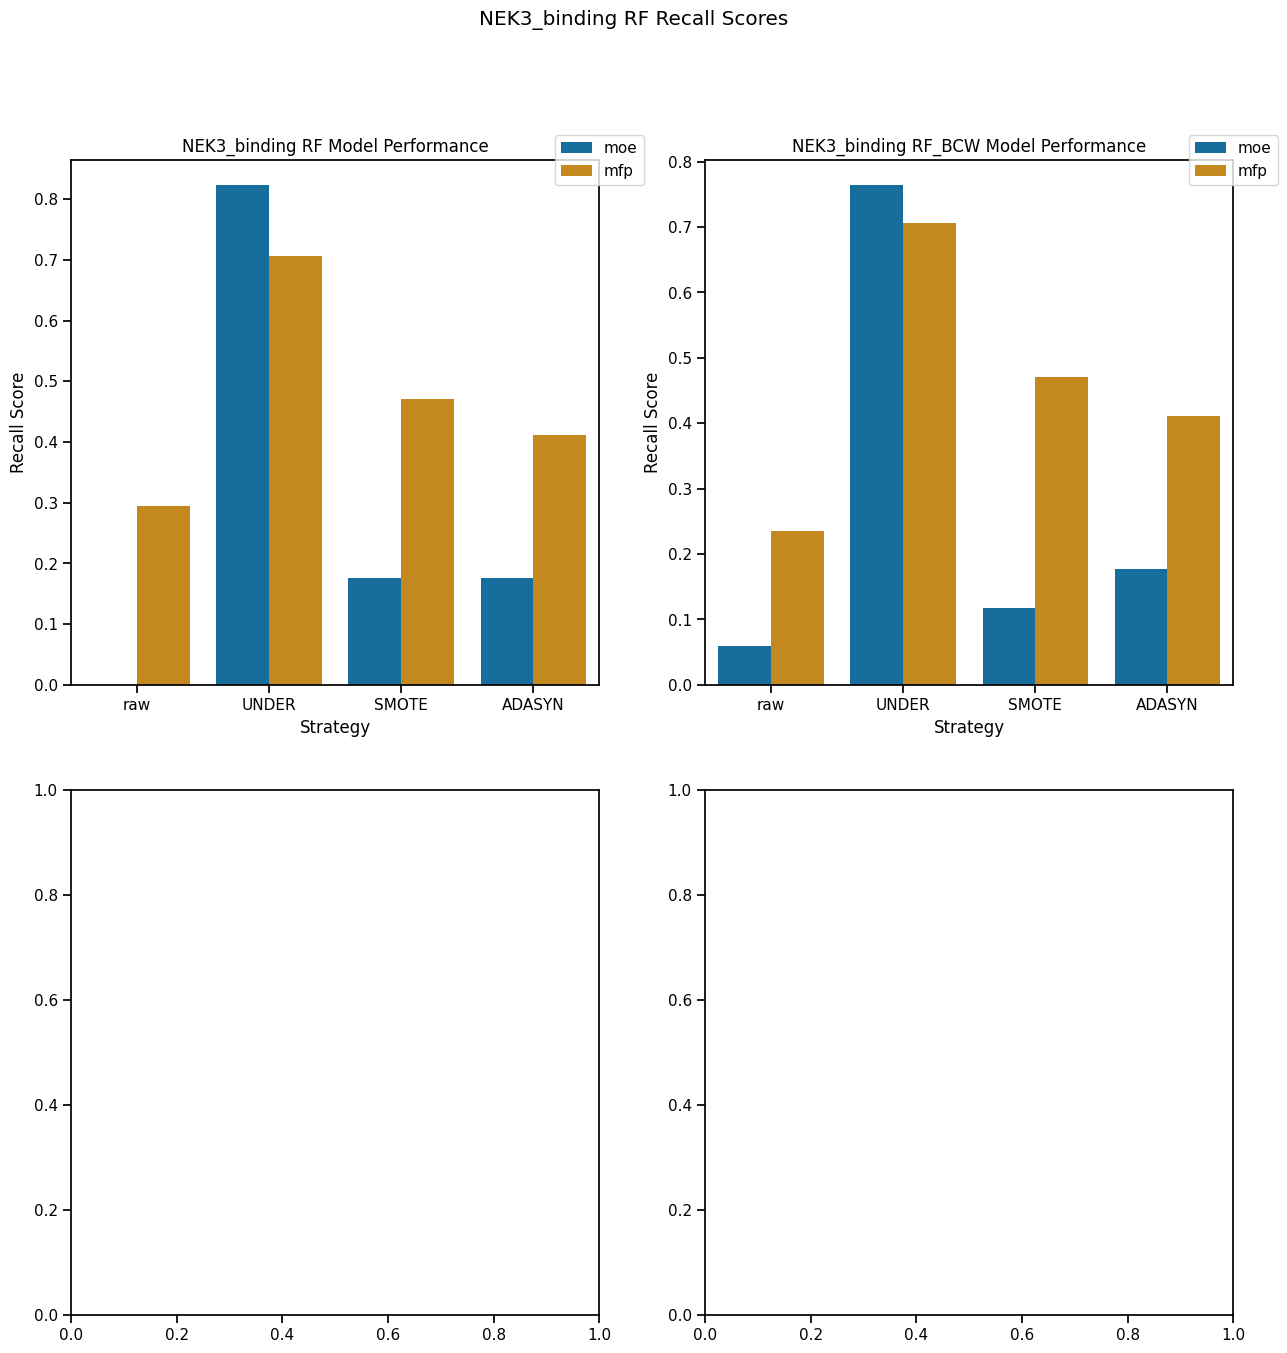 NEK3_binding RF Recall Scores
NEK3_binding RF Model Performance
moe
mfp
Recall Score
0.8
0.7
0.6
0.5
0.4
0.3
0.2
0.1
0.0
raw UNDER SMOTE ADASYN
Strategy
NEK3_binding RF_BCW Model Performance
moe
mfp
Recall Score
0.8
0.7
0.6
0.5
0.4
0.3
0.2
0.1
0.0
raw UNDER SMOTE ADASYN
Strategy
1.0
0.8
0.6
0.4
0.2
0.0
0.0 0.2 0.4 0.6 0.8 1.0
1.0
0.8
0.6
0.4
0.2
0.0
0.0 0.2 0.4 0.6 0.8 1.0